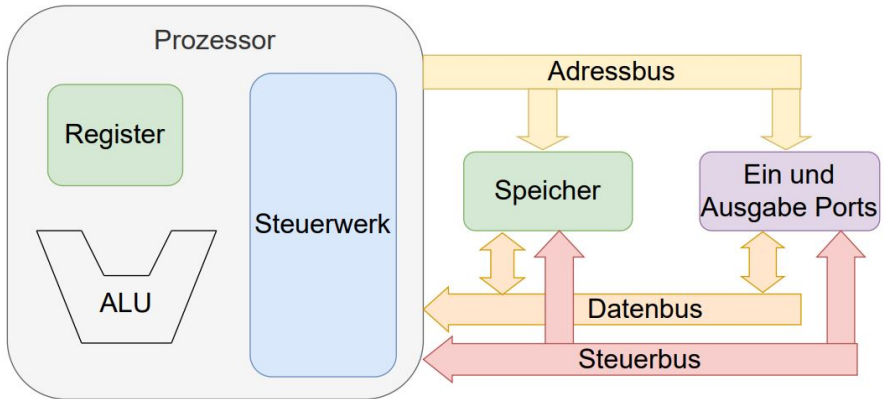 Prozessor
Register
Steuerwerk
ALU
Adressbus
Speicher
Ein und
Ausgabe Ports
Datenbus
Steuerbus